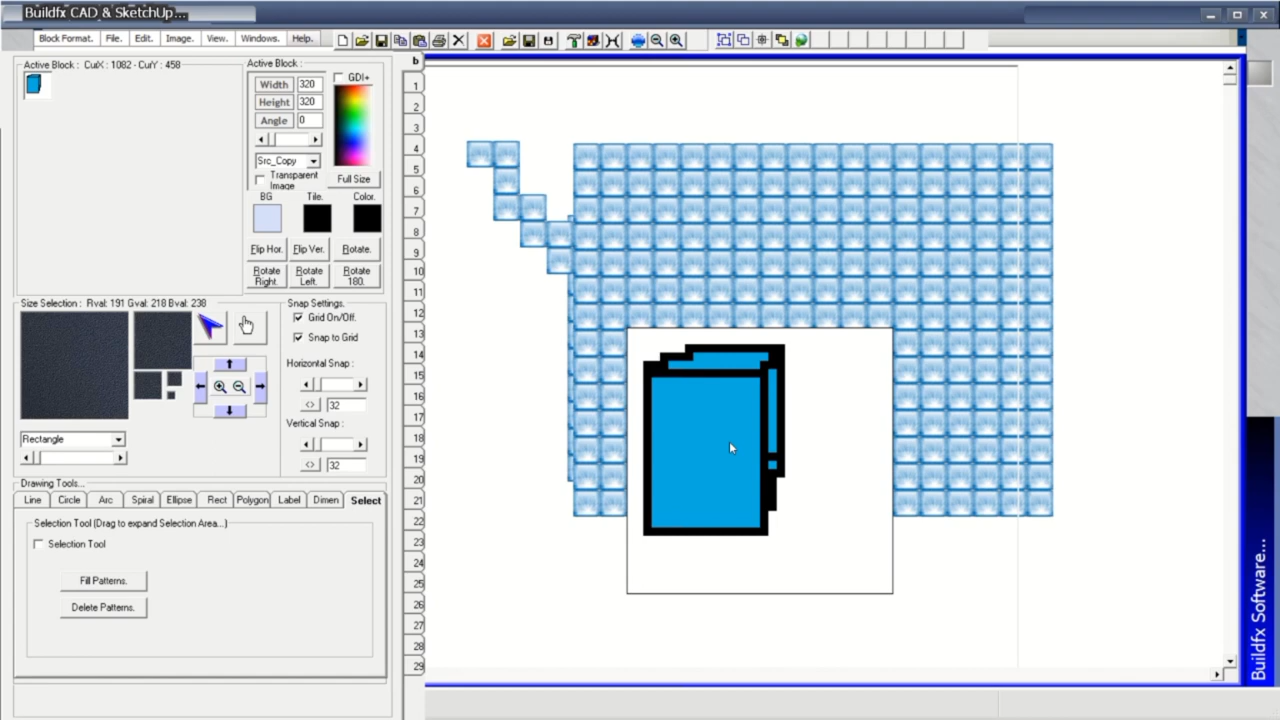 Buildfx CAD & SketchUp...
Block Format. File. Edit. Image. View. Windows. Help.
Active Block : CurX : 1082 - CurY : 458
Active Block :
Width 320
GDI+
Height 320
Angle 0
Src_Copy
Transparent Image
Full Size
BG Tile. Color.
Flip Hor. Flip Ver. Rotate.
Rotate Right. Rotate Left. Rotate 180.
Size Selection : Rval: 191 Gval: 218 Bval: 238
Snap Settings.
Grid On/Off.
Snap to Grid
Horizontal Snap :
<> 32
Vertical Snap :
<> 32
Rectangle
Drawing Tools...
Line Circle Arc Spiral Ellipse Rect Polygon Label Dimen Select
Selection Tool (Drag to expand Selection Area...)
Selection Tool
Fill Patterns.
Delete Patterns.
b
1
2
3
4
5
6
7
8
9
10
11
12
13
14
15
16
17
18
19
20
21
22
23
24
25
26
27
28
29
Buildfx Software...